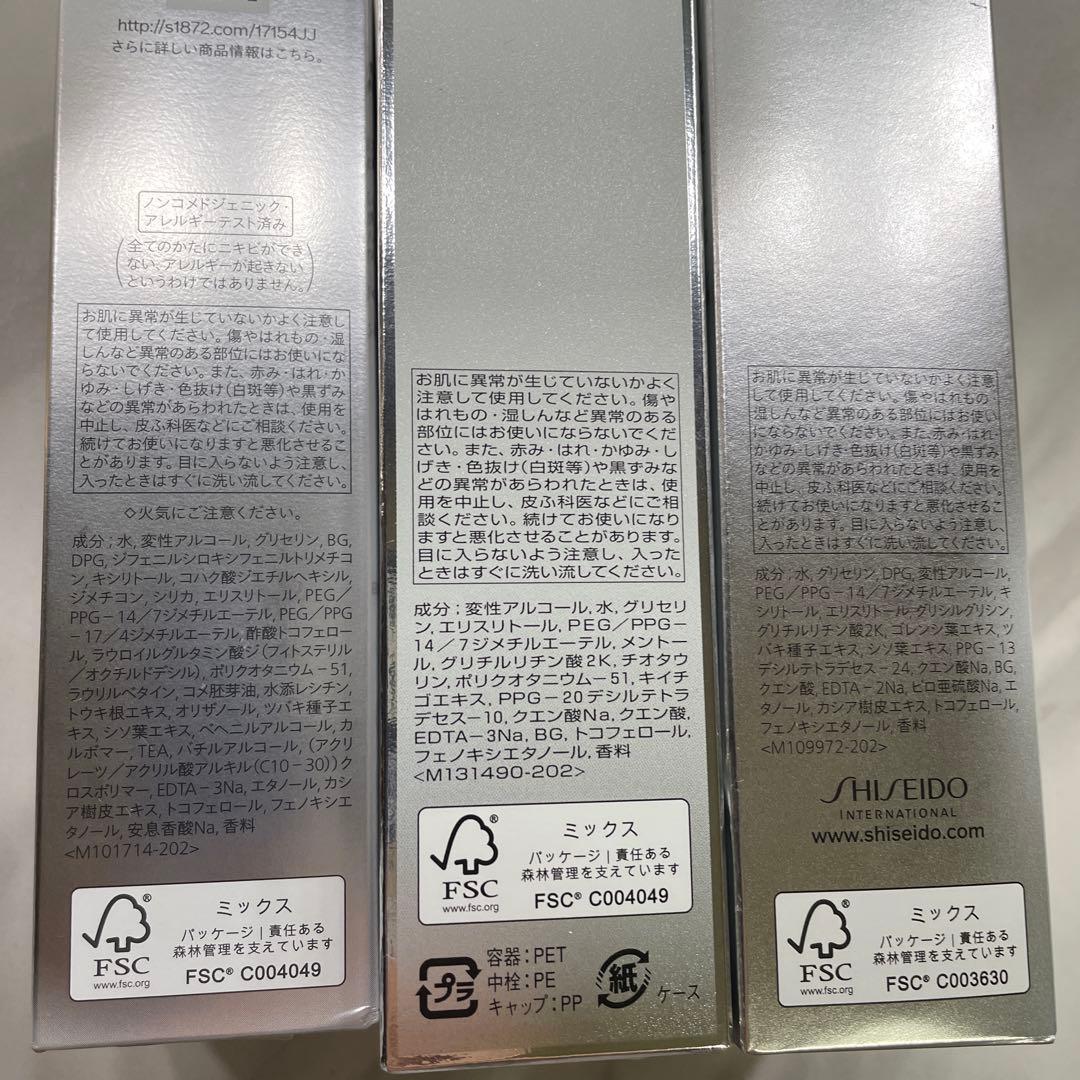 http://s1872.com/17154JJ
さらに詳しい商品情報はこちら。
ノンコメドジェニック・
アレルギーテスト済み
(全てのかたにニキビができ
ない、アレルギーが起きない
というわけではありません。)
お肌に異常が生じていないかよく注意し
て使用してください。傷やはれもの・湿
しんなど異常のある部位にはお使いにな
らないでください。また、赤み・はれ・か
かゆみ・しげき・色抜け(白斑等)や黒ずみ
などの異常があらわれたときは、使用を
中止し、皮ふ科医などにご相談ください。
続けてお使いになりますと悪化させるこ
とがあります。目に入らないよう注意し、
入ったときはすぐに洗い流してください。
◇火気にご注意ください。
成分;水,変性アルコール,グリセリン,BG,
DPG,ジフェニルシロキシフェニルトリメチコ
ン,キシリトール,コハク酸ジエチルヘキシル,
ジメチコン,シリカ,エリスリトール,PEG/
PPG-14/7ジメチルエーテル,PEG/PPG
-17/4ジメチルエーテル,酢酸トコフェロー
ル,ラウロイルグルタミン酸ジ(フィトステリル
/オクチルドデシル),ポリクオタニウム-51,
ラウリルベタイン,コメ胚芽油,水添レシチン,
トウキ根エキス,オリザノール,ツバキ種子エ
キス,シソ葉エキス,ベヘニルアルコール,カ
ルボマー,TEA,バチルアルコール,(アクリ
レーツ/アクリル酸アルキル(C10-30))ク
ロスポリマー,EDTA-3Na,エタノール,カシ
ア樹皮エキス,トコフェロール,フェノキシエ
タノール,安息香酸Na,香料
<M101714-202>
FSC®
www.fsc.org
ミックス
パッケージ|責任ある
森林管理を支えています
FSC® C004049
お肌に異常が生じていないかよく
注意して使用してください。傷や
はれもの・湿しんなど異常のある
部位にはお使いにならないでくだ
さい。また、赤み・はれ・かゆみ・し
げき・色抜け(白斑等)や黒ずみな
どの異常があらわれたときは、使
用を中止し、皮ふ科医などにご相
談ください。続けてお使いになり
ますと悪化させることがあります。
目に入らないよう注意し、入った
ときはすぐに洗い流してください。
成分;変性アルコール,水,グリセリ
ン,エリスリトール,PEG/PPG-
14/7ジメチルエーテル,メントー
ル,グリチルリチン酸2K,チオタウ
リン,ポリクオタニウム-51,キイチ
ゴエキス,PPG-20デシルテトラ
デセス-10,クエン酸Na,クエン酸,
EDTA-3Na,BG,トコフェロール,
フェノキシエタノール,香料
<M131490-202>
FSC®
www.fsc.org
ミックス
パッケージ|責任ある
森林管理を支えています
FSC® C004049
プラ
容器:PET
中栓:PE
キャップ:PP
紙
ケース
お肌に異常が生じていないかよく注意
して使用してください。傷やはれもの・
湿しんなど異常のある部位にはお使い
にならないでください。また、赤み・はれ・
かゆみ・しげき・色抜け(白斑等)や黒ずみ
などの異常があらわれたときは、使用を中
止し、皮ふ科医などにご相談ください。
続けてお使いになりますと悪化させるこ
とがあります。目に入らないよう注意し、
入ったときはすぐに洗い流してください。
成分;水,グリセリン,DPG,変性アルコール,
PEG/PPG-14/7ジメチルエーテル,キ
シリトール,エリスリトール,グリシルグリシン,
グリチルリチン酸2K,ゴレンシ葉エキス,ツ
バキ種子エキス,シソ葉エキス,PPG-13
デシルテトラデセス-24,クエン酸Na,BG,
クエン酸,EDTA-2Na,ピロ亜硫酸Na,エ
タノール,カシア樹皮エキス,トコフェロール,
フェノキシエタノール,香料
<M109972-202>
SHISEIDO
INTERNATIONAL
www.shiseido.com
FSC®
www.fsc.org
ミックス
パッケージ|責任ある
森林管理を支えています
FSC® C003630